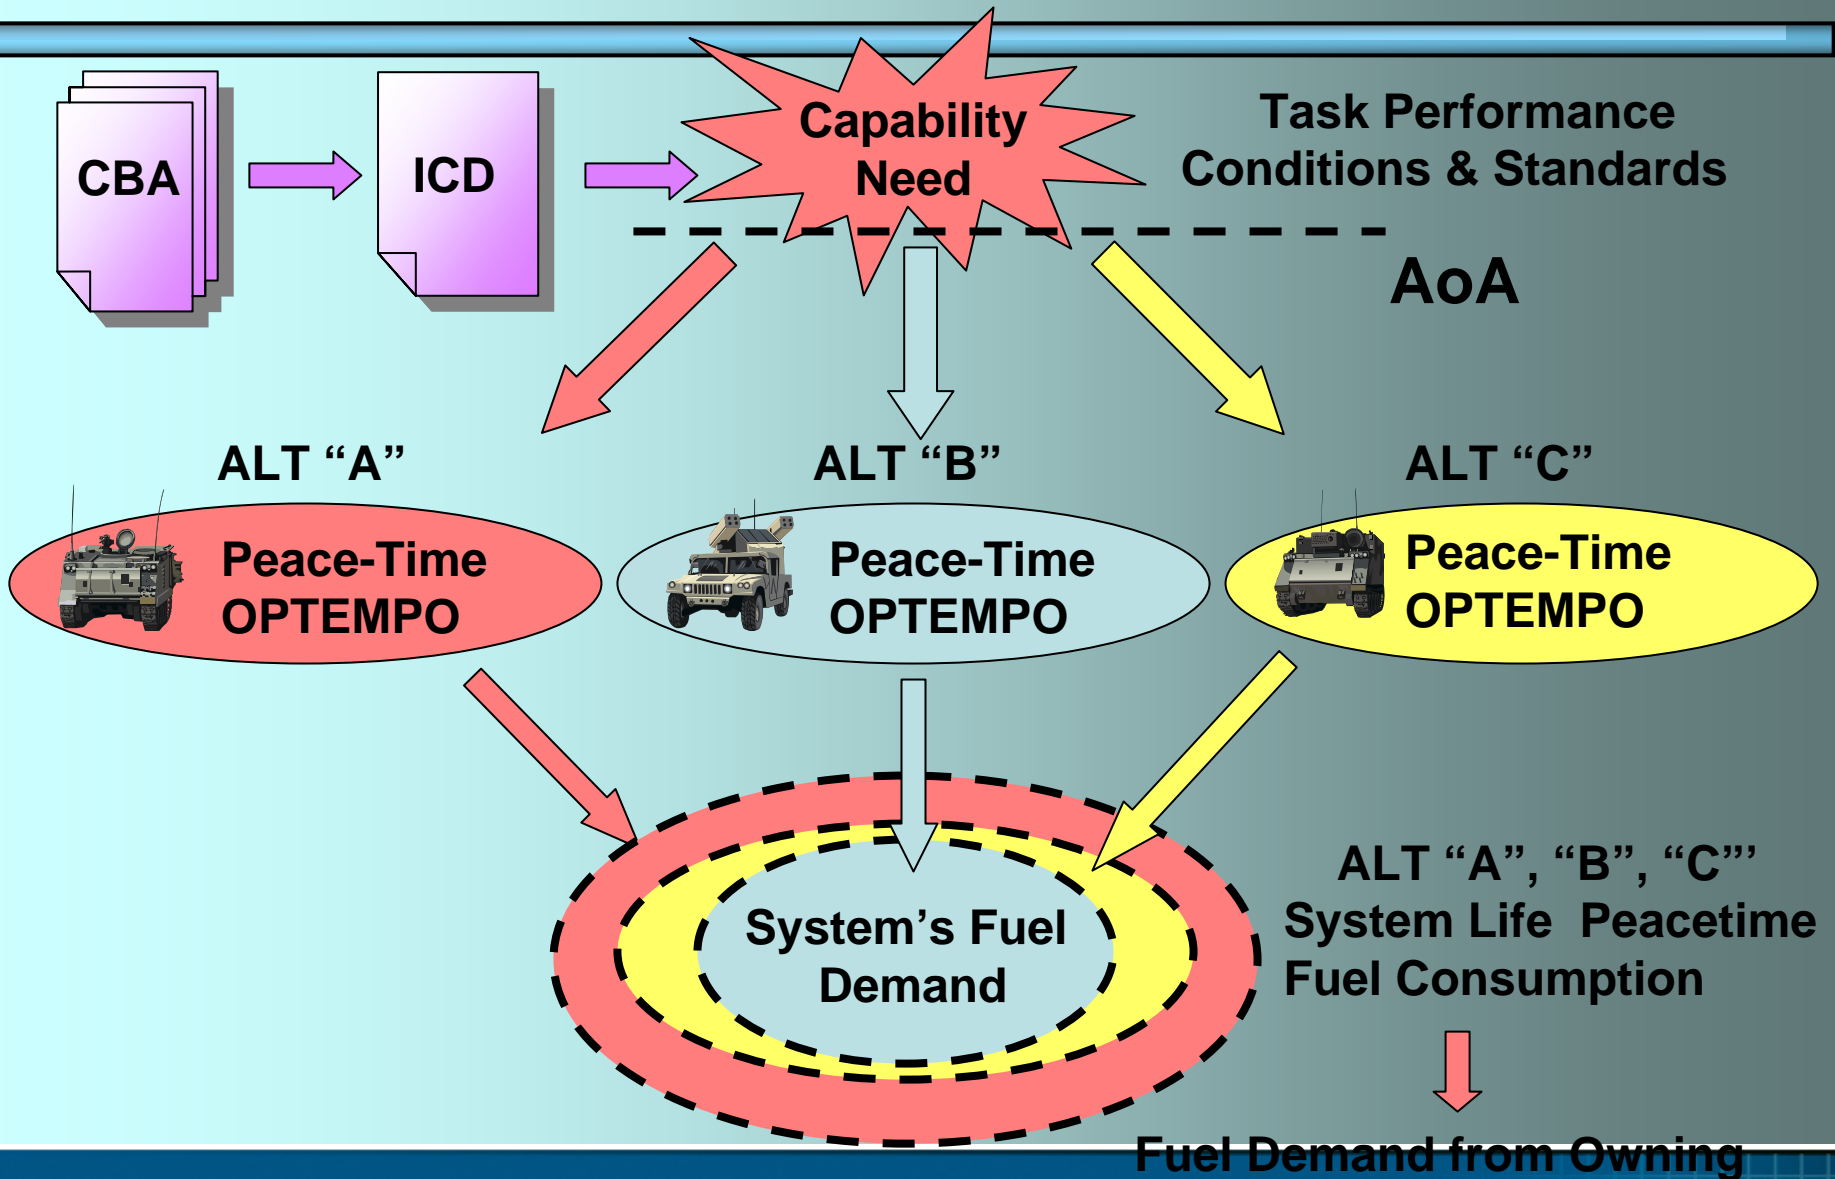 CBA
ICD
Capability
Need
Task Performance
Conditions & Standards
AoA
ALT “A”
ALT “B”
ALT “C”
Peace-Time
OPTEMPO
Peace-Time
OPTEMPO
Peace-Time
OPTEMPO
System’s Fuel
Demand
ALT “A”, “B”, “C”’
System Life  Peacetime
Fuel Consumption
Fuel Demand from Owning